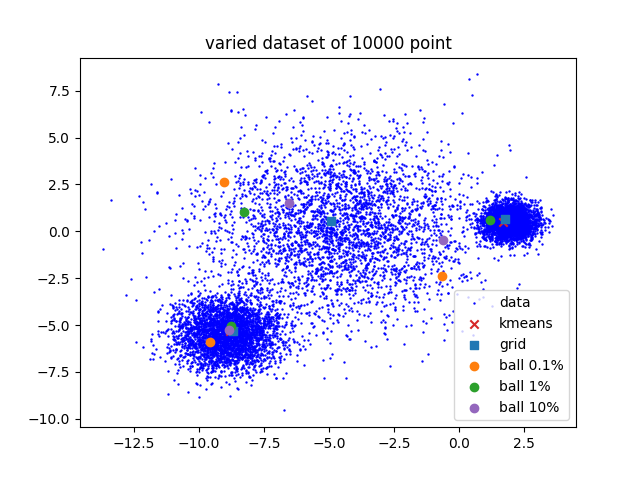 varied dataset of 10000 point
7.5
5.0
2.5
0.0
−2.5
−5.0
−7.5
−10.0
−12.5 −10.0 −7.5 −5.0 −2.5 0.0 2.5
data
kmeans
grid
ball 0.1%
ball 1%
ball 10%